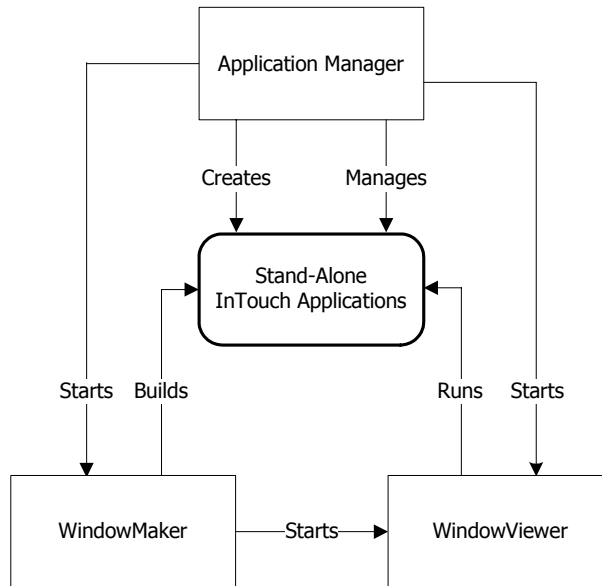 Application Manager
Creates
Manages
Stand-Alone
InTouch Applications
Starts
Builds
Runs
Starts
WindowMaker
Starts
WindowViewer